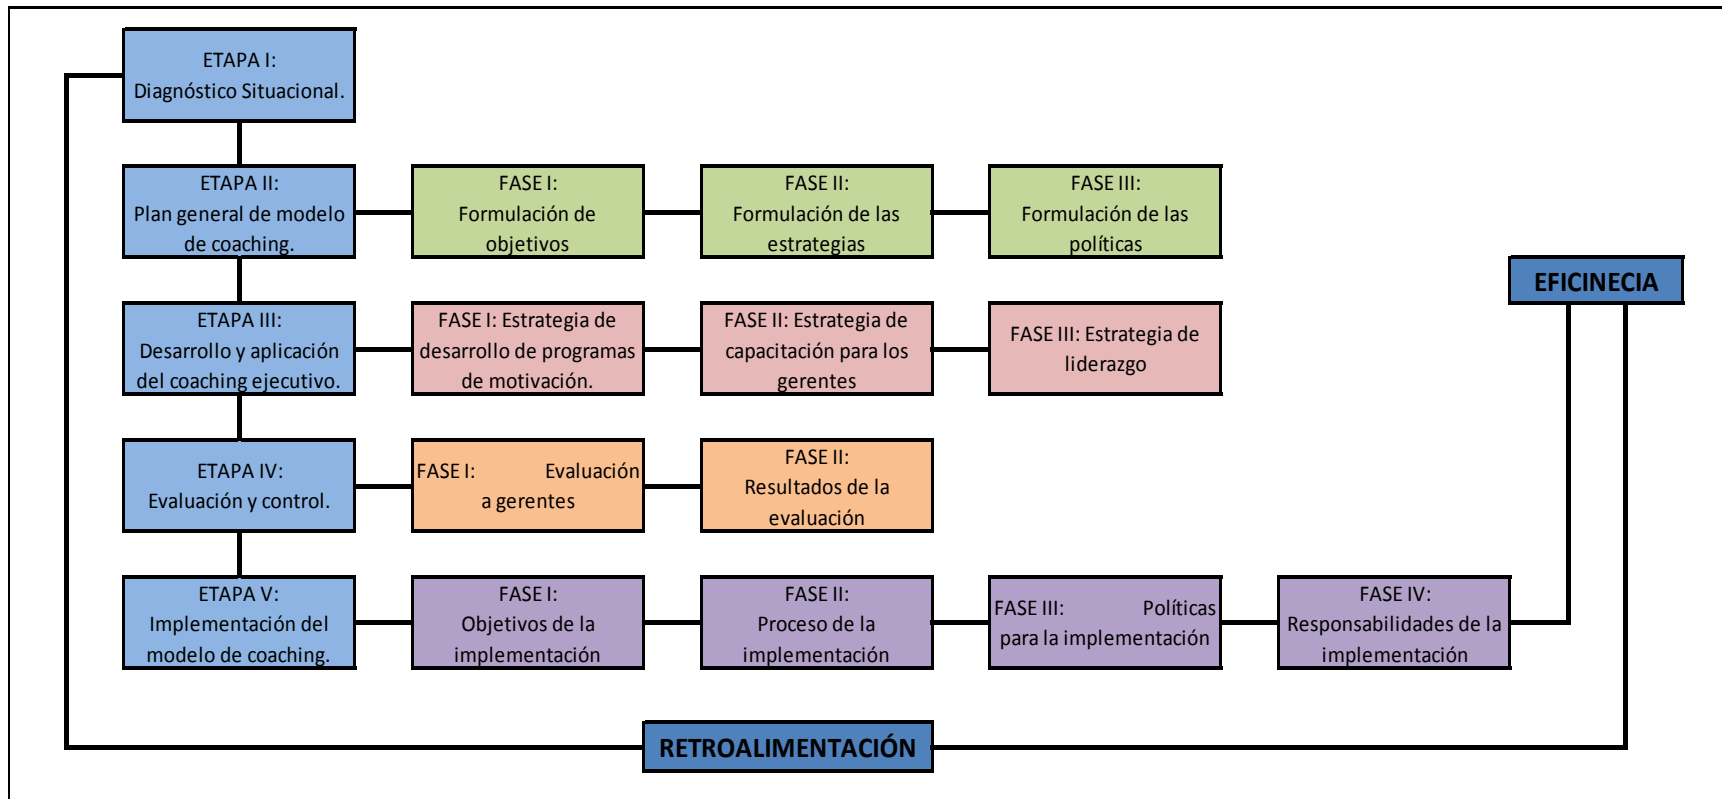 ETAPA I:
Diagnóstico Situacional.
ETAPA II:
Plan general de modelo
de coaching.
FASE I:
Formulación de
objetivos
FASE II:
Formulación de las
estrategias
FASE III:
Formulación de las
políticas
EFICINECIA
ETAPA III:
Desarrollo y aplicación
del coaching ejecutivo.
FASE I: Estrategia de
desarrollo de programas
de motivación.
FASE II: Estrategia de
capacitación para los
gerentes
FASE III: Estrategia de
liderazgo
ETAPA IV:
Evaluación y control.
FASE I: Evaluación
a gerentes
FASE II:
Resultados de la
evaluación
ETAPA V:
Implementación del
modelo de coaching.
FASE I:
Objetivos de la
implementación
FASE II:
Proceso de la
implementación
FASE III: Políticas
para la implementación
FASE IV:
Responsabilidades de la
implementación
RETROALIMENTACIÓN